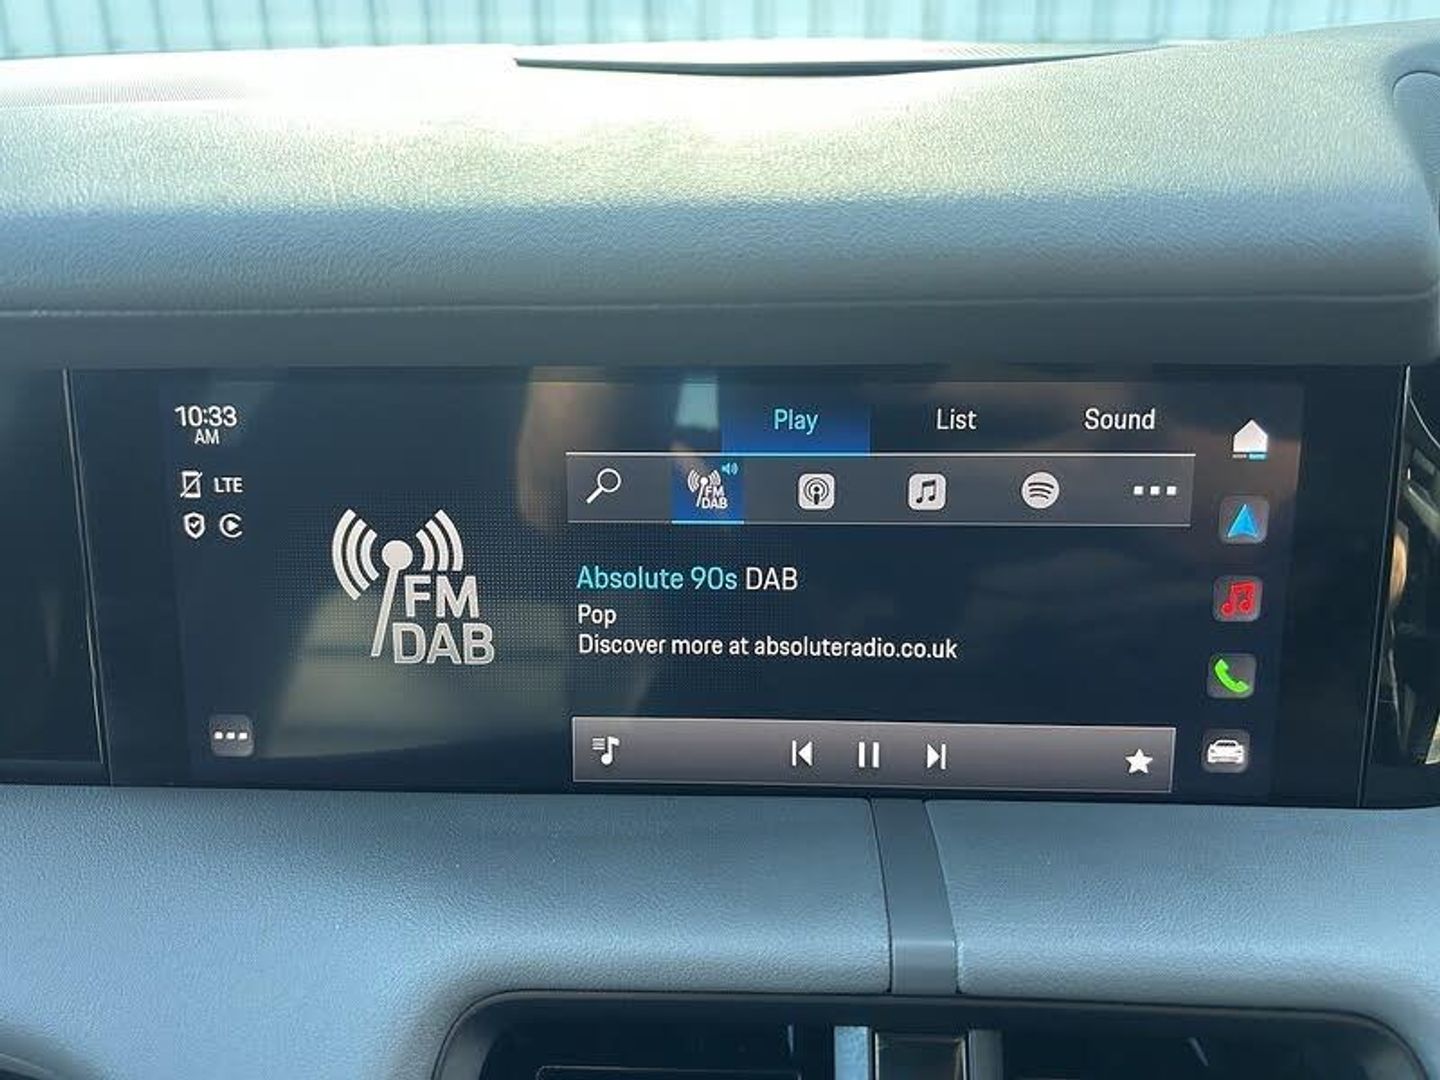 10:33
AM
LTE
Play
List
Sound
FM
DAB
FM
DAB
Absolute 90s DAB
Pop
Discover more at absoluteradio.co.uk